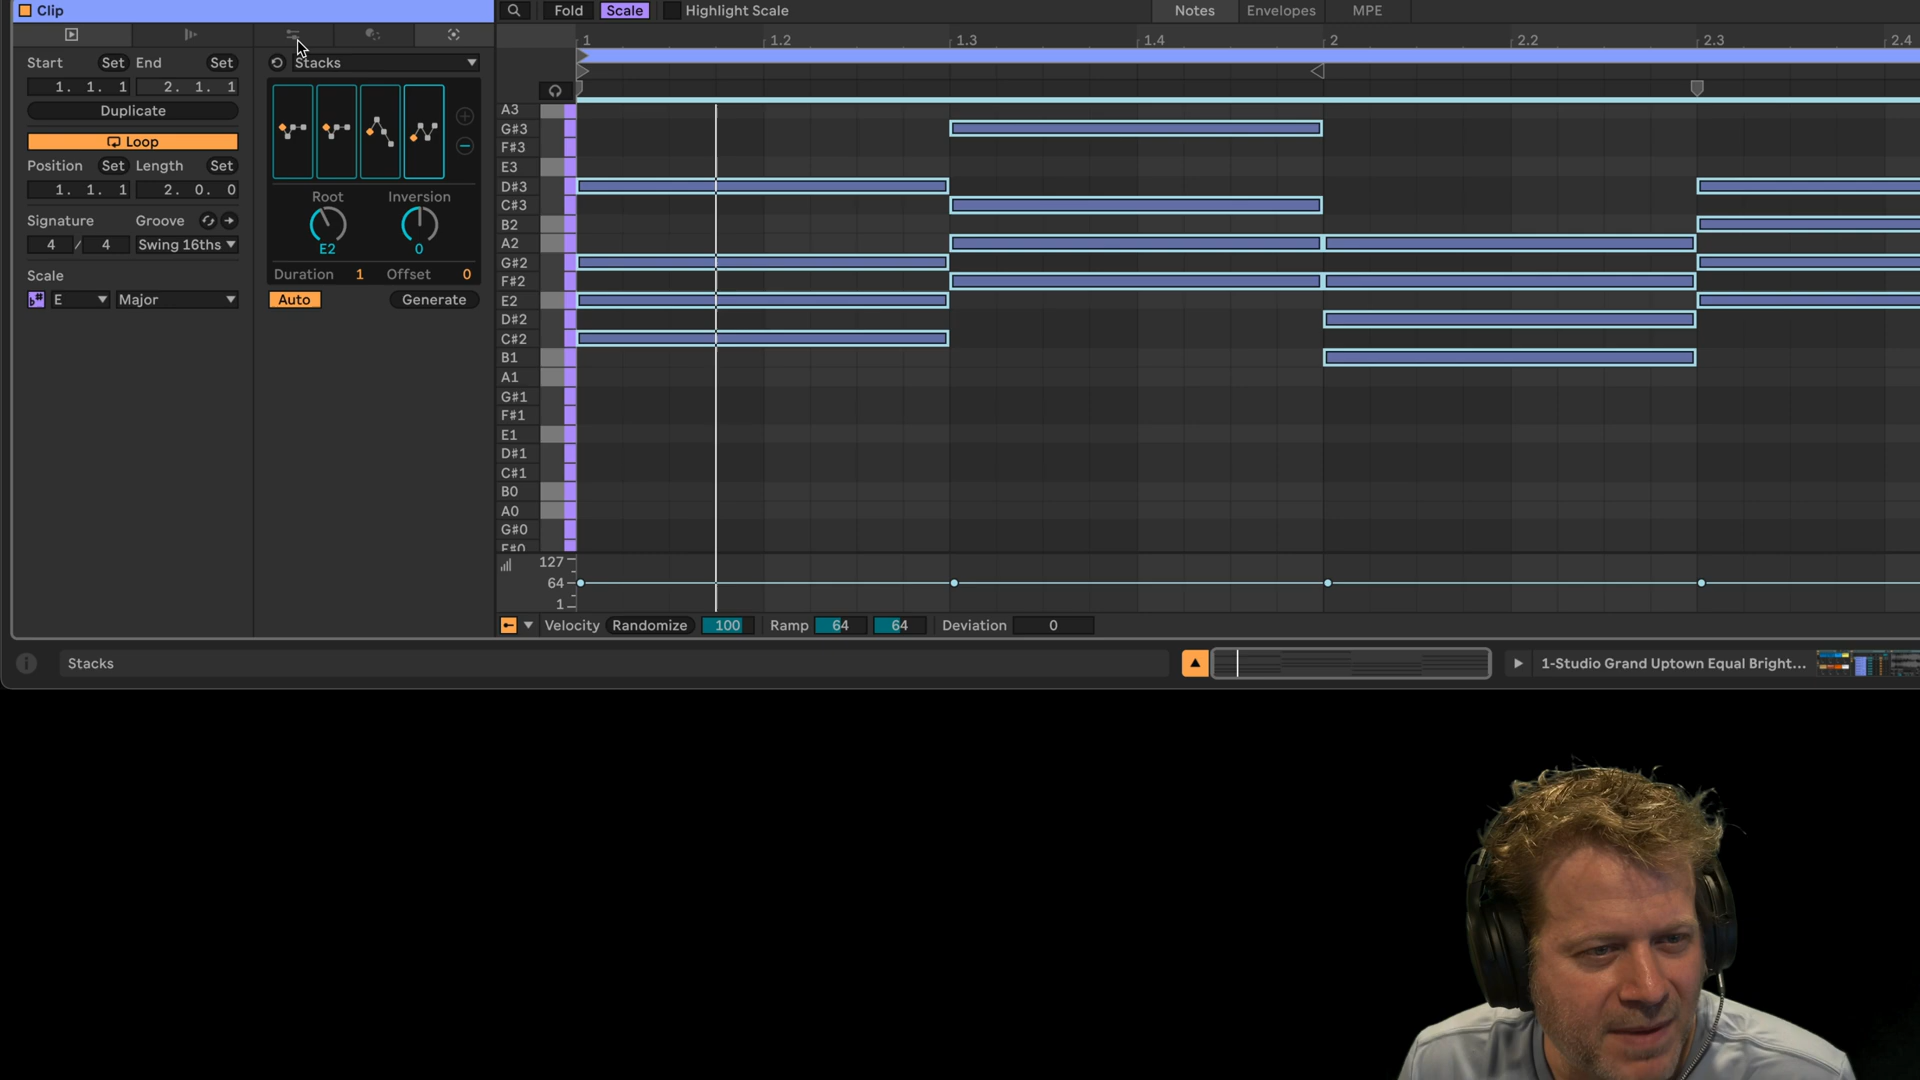 Clip
Fold Scale Highlight Scale Notes Envelopes MPE
Start Set End Set
1. 1. 1 2. 1. 1
Duplicate
Loop
Position Set Length Set
1. 1. 1 2. 0. 0
Signature Groove
4 / 4 Swing 16ths
Scale
E Major
Stacks
Root Inversion
E2 0
Duration 1 Offset 0
Auto Generate
1 1.2 1.3 1.4 2 2.2 2.3 2.4
A3
G#3
F#3
E3
D#3
C#3
B2
A2
G#2
F#2
E2
D#2
C#2
B1
A1
G#1
F#1
E1
D#1
C#1
B0
A0
G#0
F#0
127
64
1
Velocity Randomize 100 Ramp 64 64 Deviation 0
Stacks
1-Studio Grand Uptown Equal Bright...